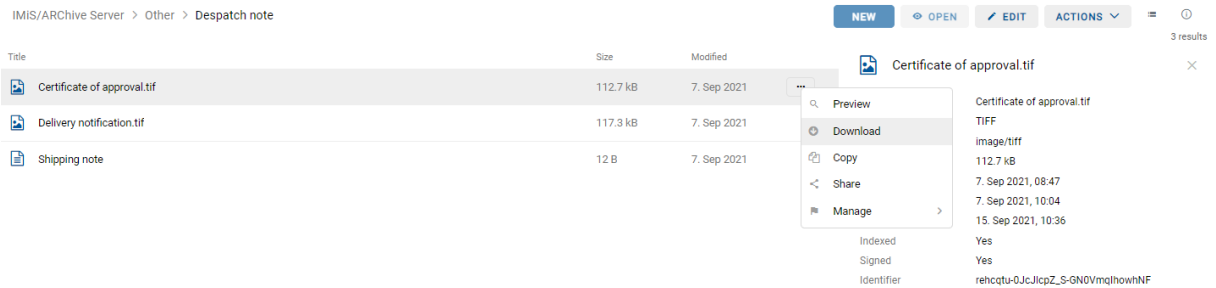 IMiS/ARChive Server > Other > Despatch note
NEW OPEN EDIT ACTIONS
3 results
Title Size Modified
Certificate of approval.tif 112.7 kB 7. Sep 2021 ...
Delivery notification.tif 117.3 kB 7. Sep 2021
Shipping note 12 B 7. Sep 2021
Preview
Download
Copy
Share
Manage >
Certificate of approval.tif
Certificate of approval.tif
TIFF
image/tiff
112.7 kB
7. Sep 2021, 08:47
7. Sep 2021, 10:04
15. Sep 2021, 10:36
Indexed Yes
Signed Yes
Identifier rehcqtu-0JcJlcpZ_S-GN0VmqlhowhNF